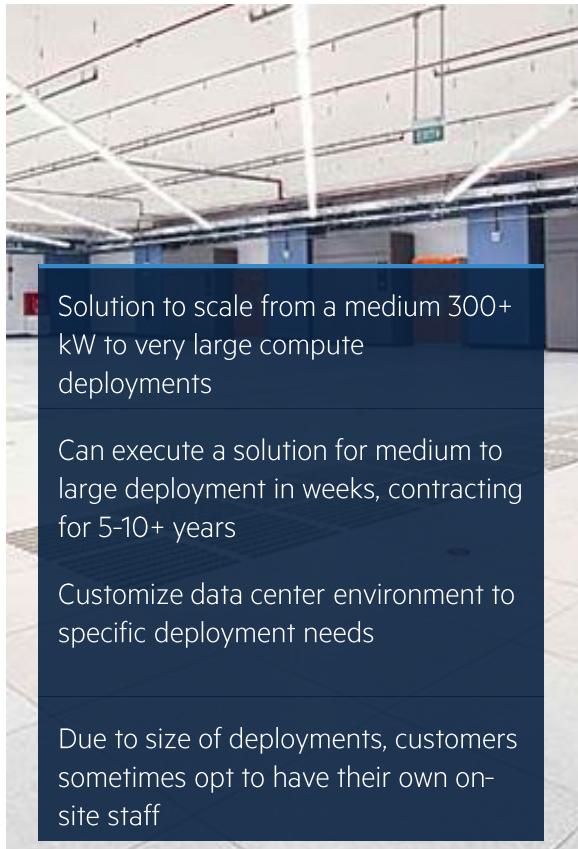 EXIT
Solution to scale from a medium 300+
kW to very large compute
deployments
Can execute a solution for medium to
large deployment in weeks, contracting
for 5-10+ years
Customize data center environment to
specific deployment needs
Due to size of deployments, customers
sometimes opt to have their own on-
site staff